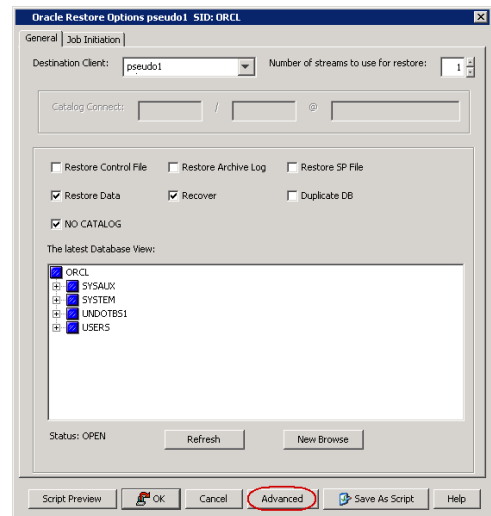 Oracle Restore Options pseudo1 SID: ORCL
General Job Initiation
Destination Client: pseudo1 Number of streams to use for restore: 1
Catalog Connect: / @
Restore Control File Restore Archive Log Restore SP File
Restore Data Recover Duplicate DB
NO CATALOG
The latest Database View:
ORCL
SYSAUX
SYSTEM
UNDOTBS1
USERS
Status: OPEN Refresh New Browse
Script Preview OK Cancel Advanced Save As Script Help